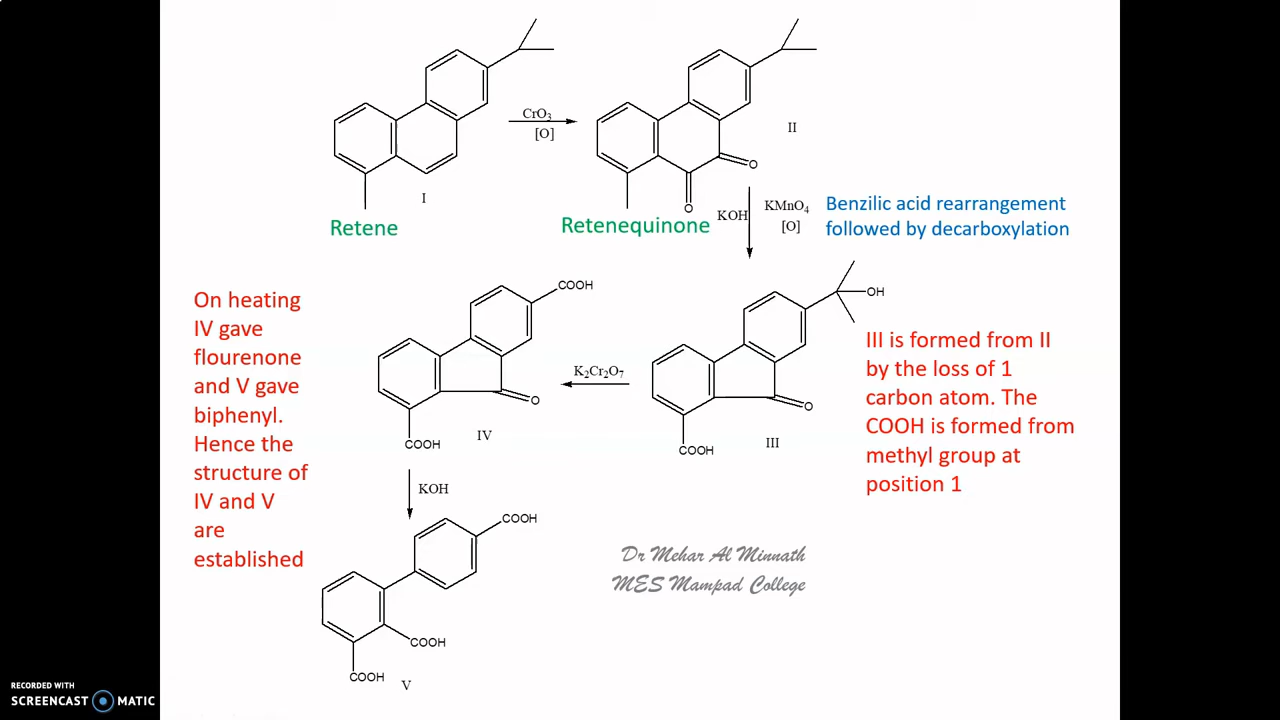 CrO3
[O]
I
II
O
O
Retene
Retenequinone
KOH
KMnO4
[O]
Benzilic acid rearrangement
followed by decarboxylation
On heating
IV gave
flourenone
and V gave
biphenyl.
Hence the
structure of
IV and V
are
established
COOH
O
COOH
IV
K2Cr2O7
OH
O
COOH
III
III is formed from II
by the loss of 1
carbon atom. The
COOH is formed from
methyl group at
position 1
KOH
COOH
COOH
COOH
V
Dr Mehar Al Minnath
MES Mampad College
RECORDED WITH
SCREENCAST MATIC